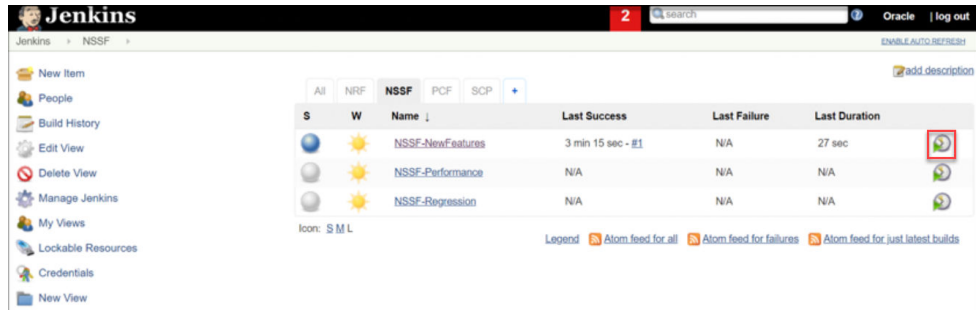 Jenkins 2 search Oracle | log out
Jenkins NSSF ENABLE AUTO REFRESH
New Item
People
Build History
Edit View
Delete View
Manage Jenkins
My Views
Lockable Resources
Credentials
New View
add description
All NRF NSSF PCF SCP +
S W Name ↓ Last Success Last Failure Last Duration
NSSF-NewFeatures 3 min 15 sec - #1 N/A 27 sec
NSSF-Performance N/A N/A N/A
NSSF-Regression N/A N/A N/A
Icon: S M L
Legend Atom feed for all Atom feed for failures Atom feed for just latest builds